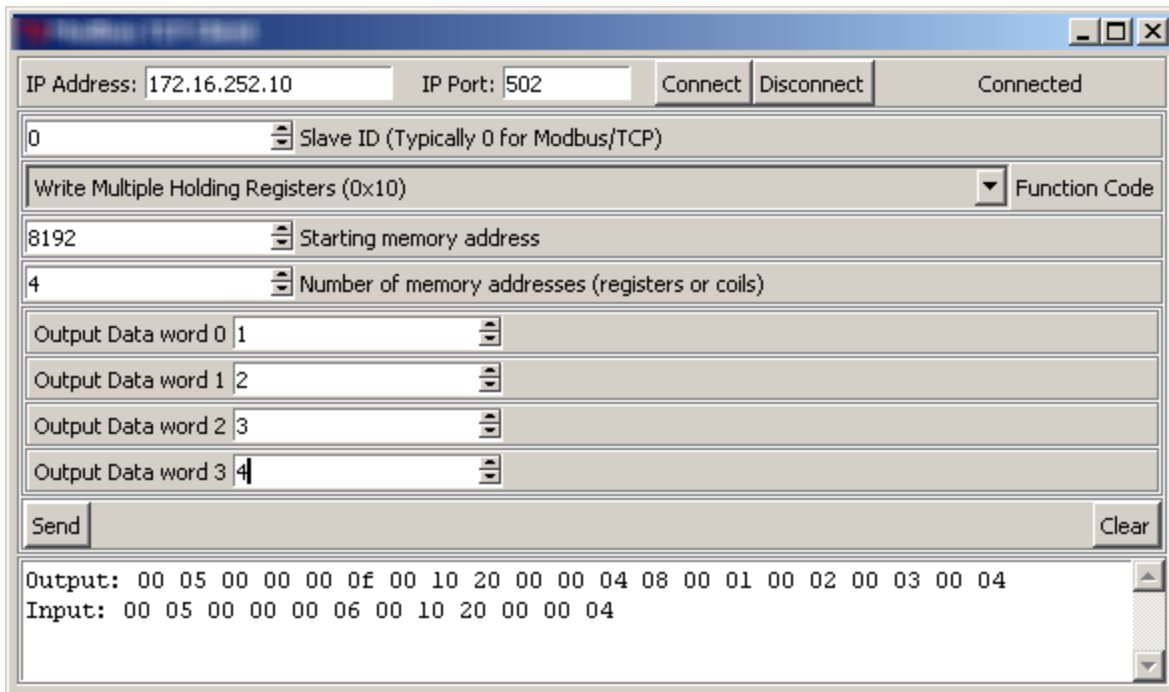 IP Address: 172.16.252.10 IP Port: 502 Connect Disconnect Connected
0 Slave ID (Typically 0 for Modbus/TCP)
Write Multiple Holding Registers (0x10) Function Code
8192 Starting memory address
4 Number of memory addresses (registers or coils)
Output Data word 0 1
Output Data word 1 2
Output Data word 2 3
Output Data word 3 4
Send Clear
Output: 00 05 00 00 00 0f 00 10 20 00 00 04 08 00 01 00 02 00 03 00 04
Input: 00 05 00 00 00 06 00 10 20 00 00 04